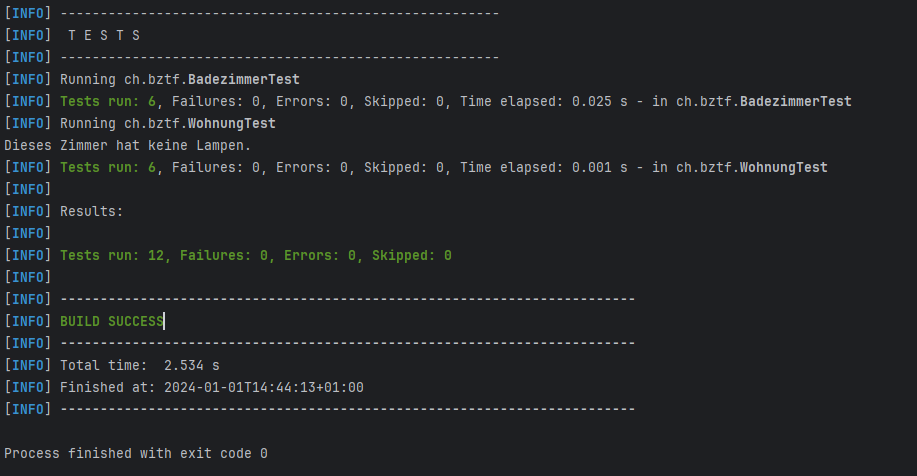 [INFO] -------------------------------------------------------
[INFO]  T E S T S
[INFO] -------------------------------------------------------
[INFO] Running ch.bztf.BadezimmerTest
[INFO] Tests run: 6, Failures: 0, Errors: 0, Skipped: 0, Time elapsed: 0.025 s - in ch.bztf.BadezimmerTest
[INFO] Running ch.bztf.WohnungTest
Dieses Zimmer hat keine Lampen.
[INFO] Tests run: 6, Failures: 0, Errors: 0, Skipped: 0, Time elapsed: 0.001 s - in ch.bztf.WohnungTest
[INFO]
[INFO] Results:
[INFO]
[INFO] Tests run: 12, Failures: 0, Errors: 0, Skipped: 0
[INFO]
[INFO] ------------------------------------------------------------------------
[INFO] BUILD SUCCESS
[INFO] ------------------------------------------------------------------------
[INFO] Total time:  2.534 s
[INFO] Finished at: 2024-01-01T14:44:13+01:00
[INFO] ------------------------------------------------------------------------
Process finished with exit code 0